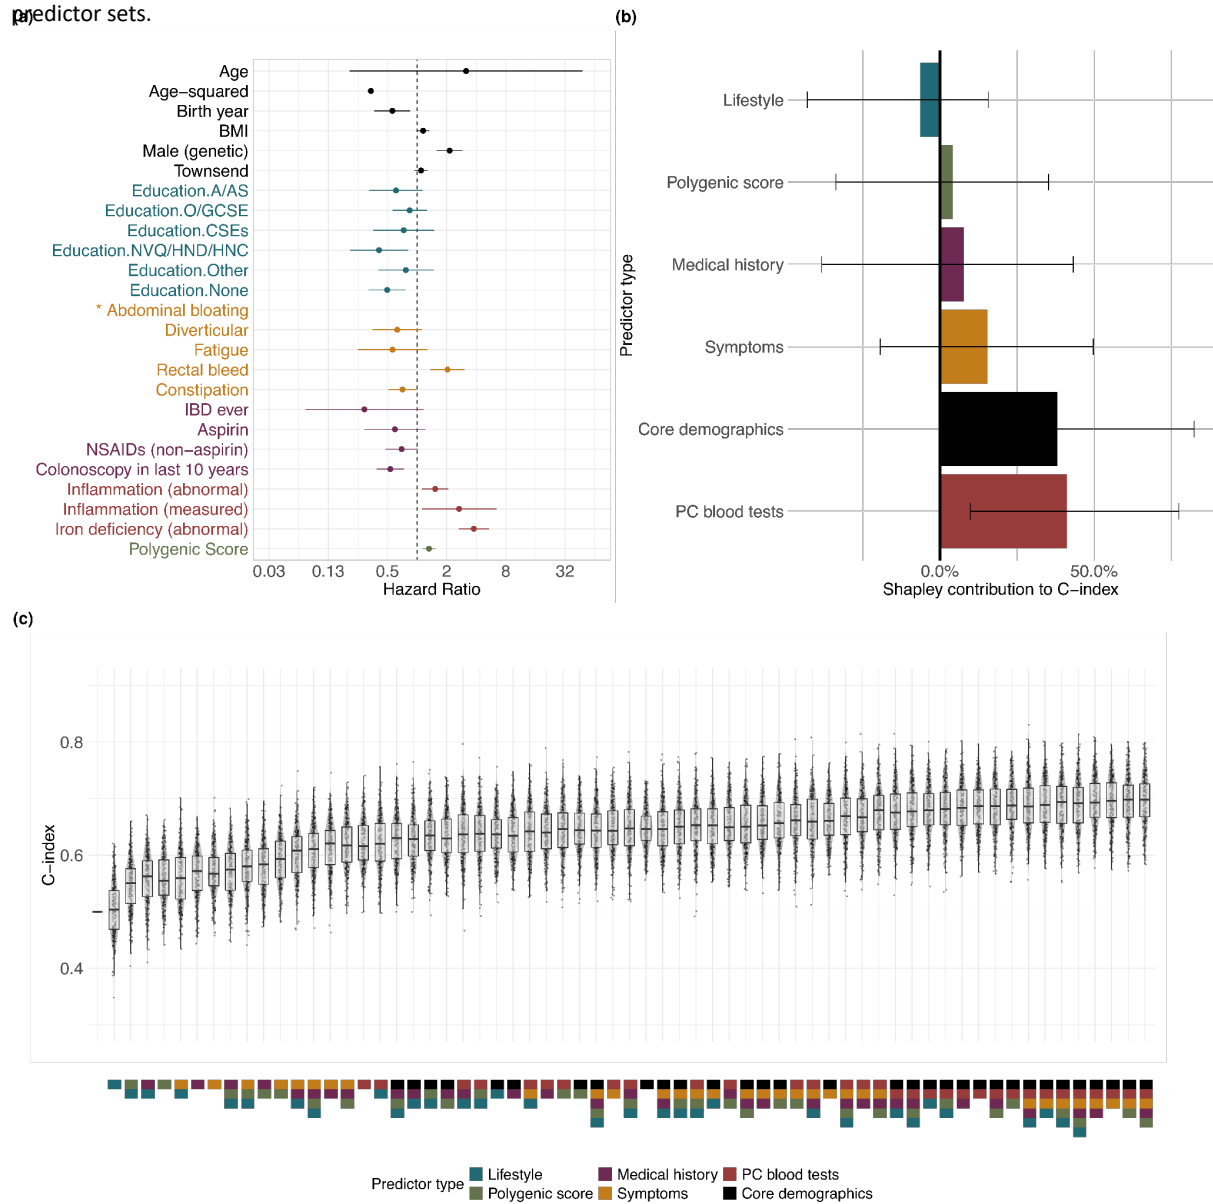 predictor sets.
(a)
Age
Age-squared
Birth year
BMI
Male (genetic)
Townsend
Education.A/AS
Education.O/GCSE
Education.CSEs
Education.NVQ/HND/HNC
Education.Other
Education.None
* Abdominal bloating
Diverticular
Fatigue
Rectal bleed
Constipation
IBD ever
Aspirin
NSAIDs (non-aspirin)
Colonoscopy in last 10 years
Inflammation (abnormal)
Inflammation (measured)
Iron deficiency (abnormal)
Polygenic Score
0.03 0.13 0.5 2 8 32
Hazard Ratio
(b)
Predictor type
Lifestyle
Polygenic score
Medical history
Symptoms
Core demographics
PC blood tests
0.0% 50.0%
Shapley contribution to C-index
(c)
C-index
0.8
0.6
0.4
Predictor type
Lifestyle Medical history PC blood tests
Polygenic score Symptoms Core demographics